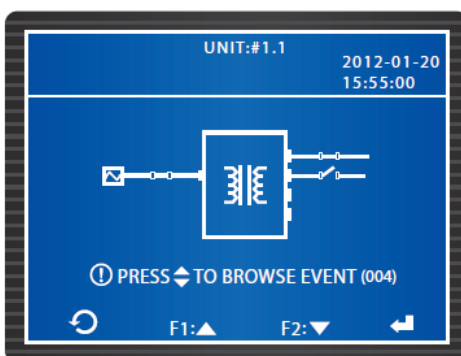 UNIT:#1.1
2012-01-20
15:55:00
PRESS TO BROWSE EVENT (004)
F1: F2: